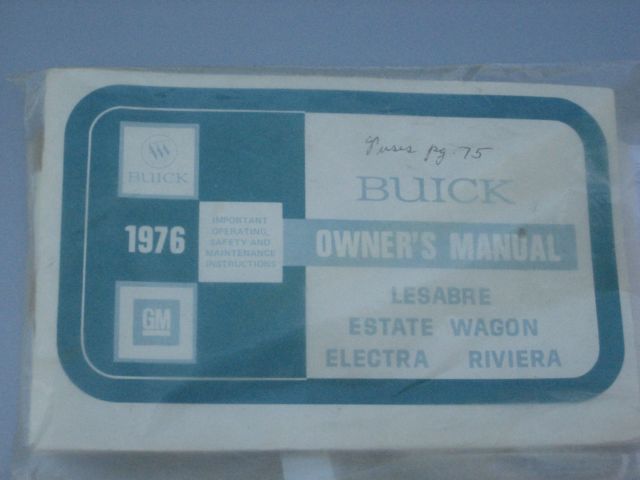 Fuses pg. 75
BUICK
BUICK
1976
IMPORTANT
OPERATING,
SAFETY AND
MAINTENANCE
INSTRUCTIONS
OWNER'S MANUAL
GM
LESABRE
ESTATE WAGON
ELECTRA RIVIERA